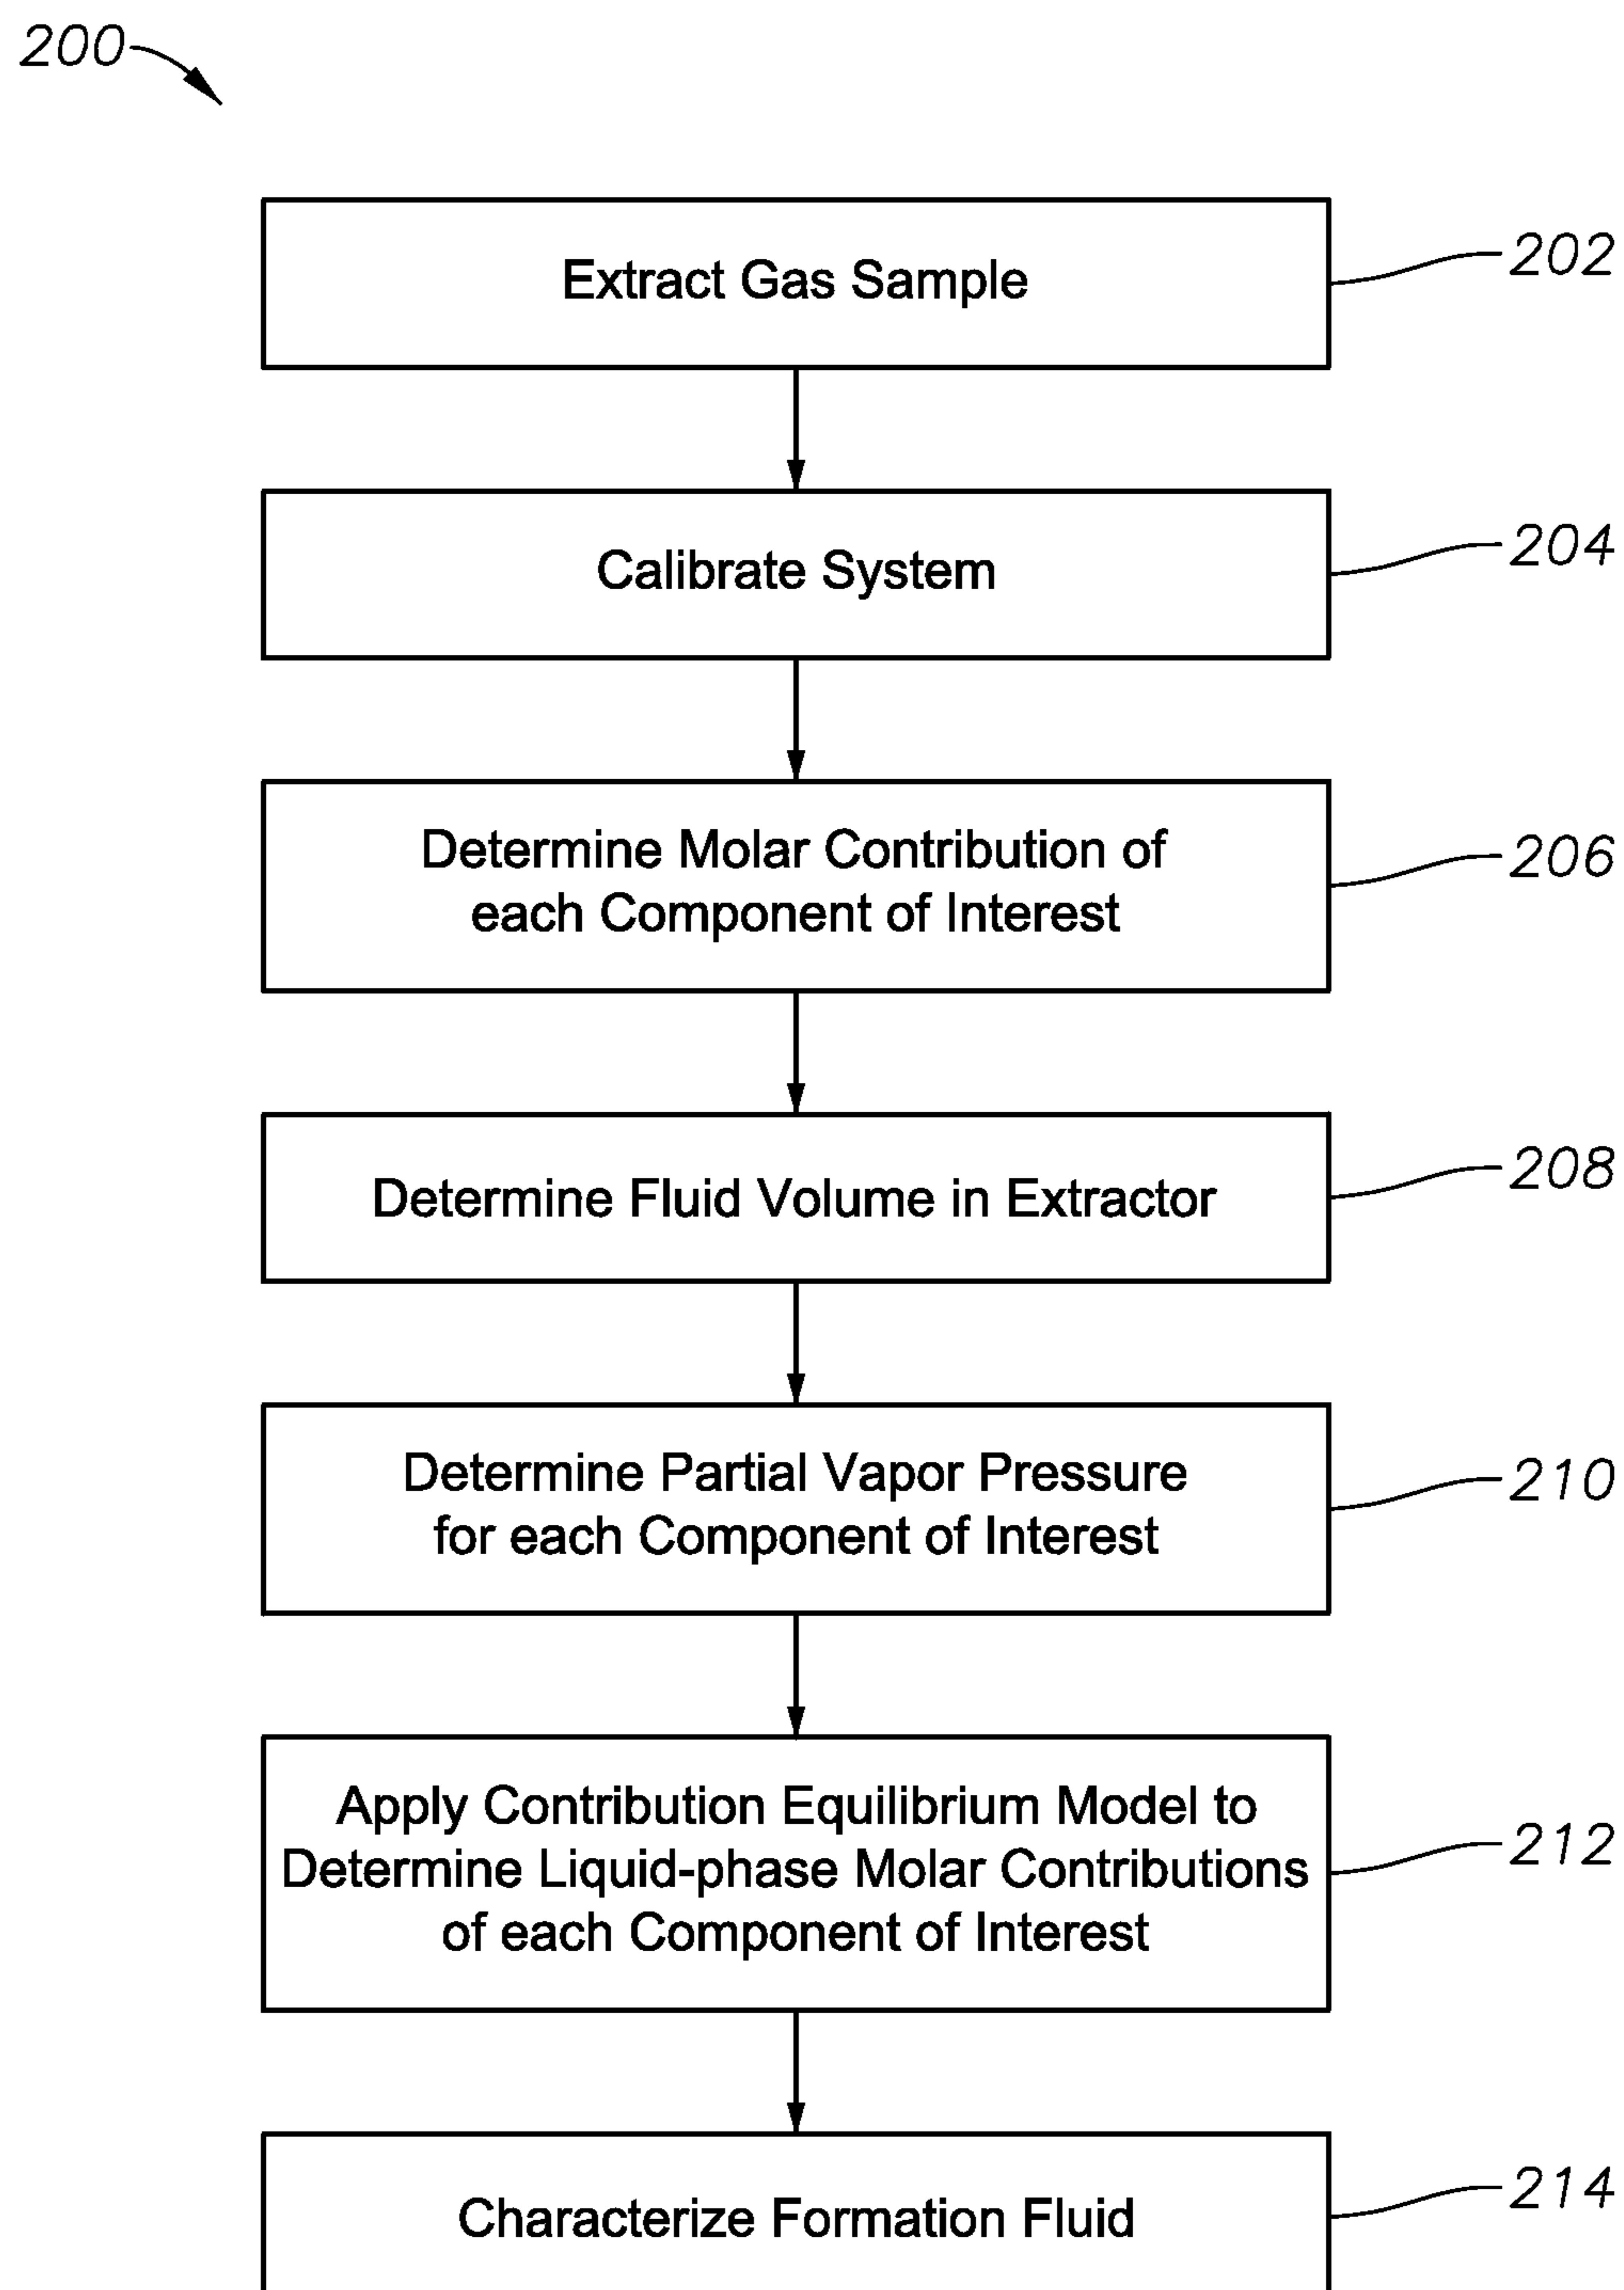 200
Extract Gas Sample
202
Calibrate System
204
Determine Molar Contribution of
each Component of Interest
206
Determine Fluid Volume in Extractor
208
Determine Partial Vapor Pressure
for each Component of Interest
210
Apply Contribution Equilibrium Model to
Determine Liquid-phase Molar Contributions
of each Component of Interest
212
Characterize Formation Fluid
214